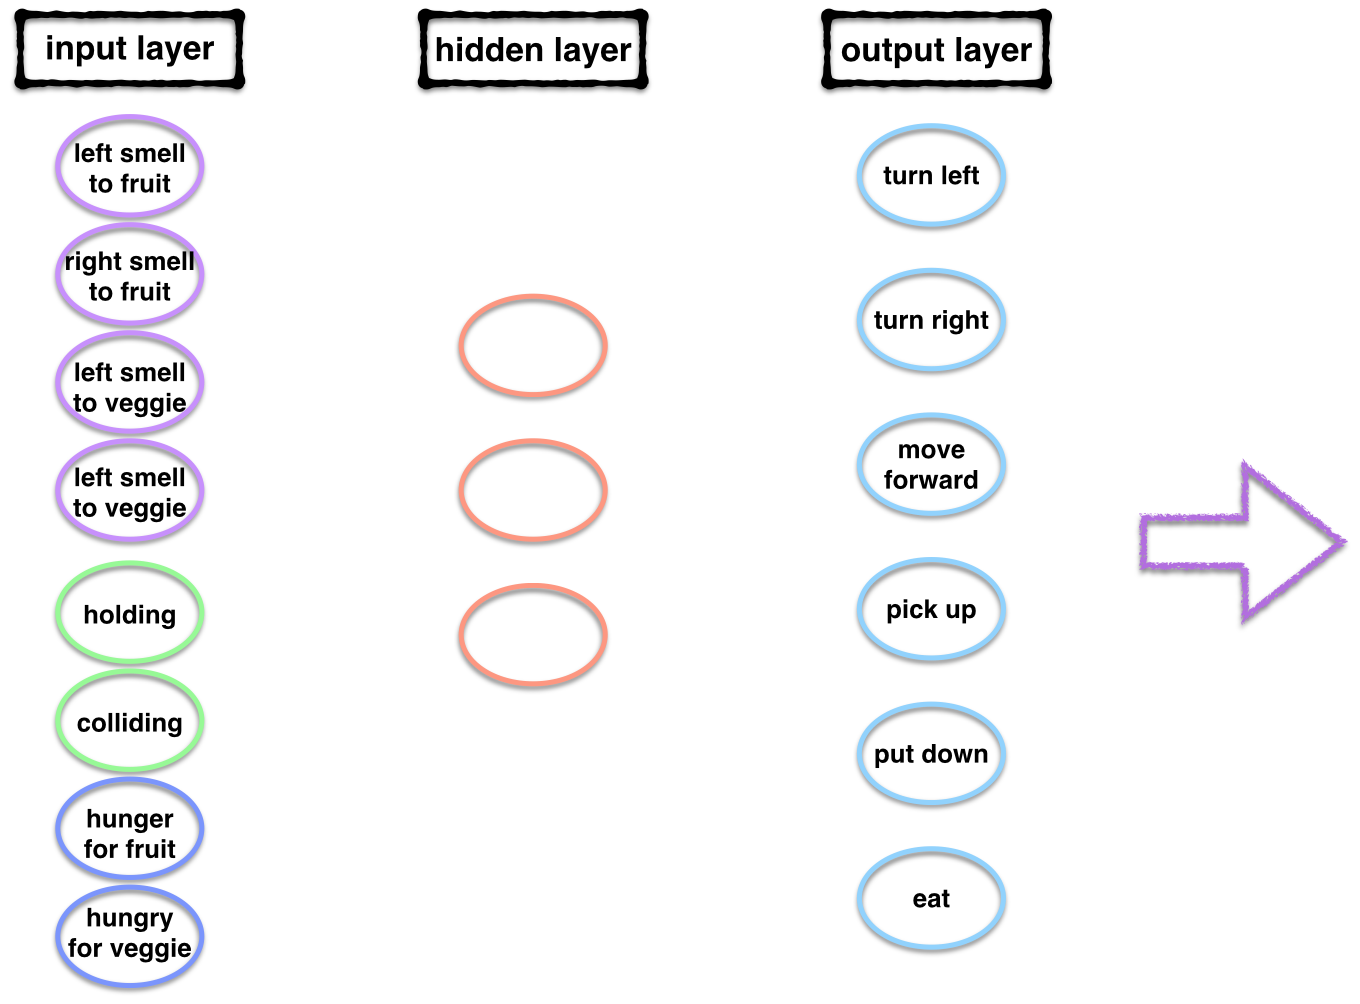 input layer
left smell
to fruit
right smell
to fruit
left smell
to veggie
left smell
to veggie
holding
colliding
hunger
for fruit
hungry
for veggie
hidden layer
output layer
turn left
turn right
move
forward
pick up
put down
eat